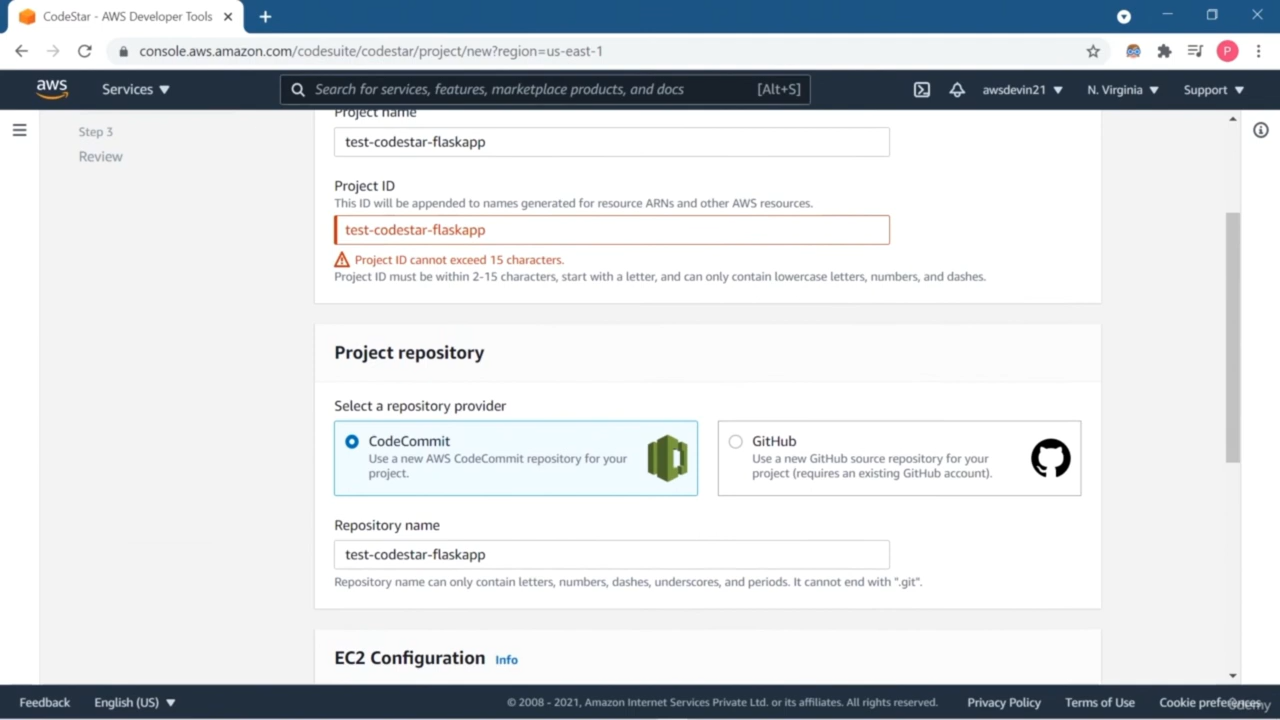 CodeStar - AWS Developer Tools
console.aws.amazon.com/codesuite/codestar/project/new?region=us-east-1
P
aws
Services
Search for services, features, marketplace products, and docs
[Alt+S]
awsdevin21
N. Virginia
Support
Step 3
Review
Project name
test-codestar-flaskapp
Project ID
This ID will be appended to names generated for resource ARNs and other AWS resources.
test-codestar-flaskapp
Project ID cannot exceed 15 characters.
Project ID must be within 2-15 characters, start with a letter, and can only contain lowercase letters, numbers, and dashes.
Project repository
Select a repository provider
CodeCommit
Use a new AWS CodeCommit repository for your
project.
GitHub
Use a new GitHub source repository for your
project (requires an existing GitHub account).
Repository name
test-codestar-flaskapp
Repository name can only contain letters, numbers, dashes, underscores, and periods. It cannot end with ".git".
EC2 Configuration Info
Feedback
English (US)
© 2008 - 2021, Amazon Internet Services Private Ltd. or its affiliates. All rights reserved.
Privacy Policy
Terms of Use
Cookie preferences
udemy